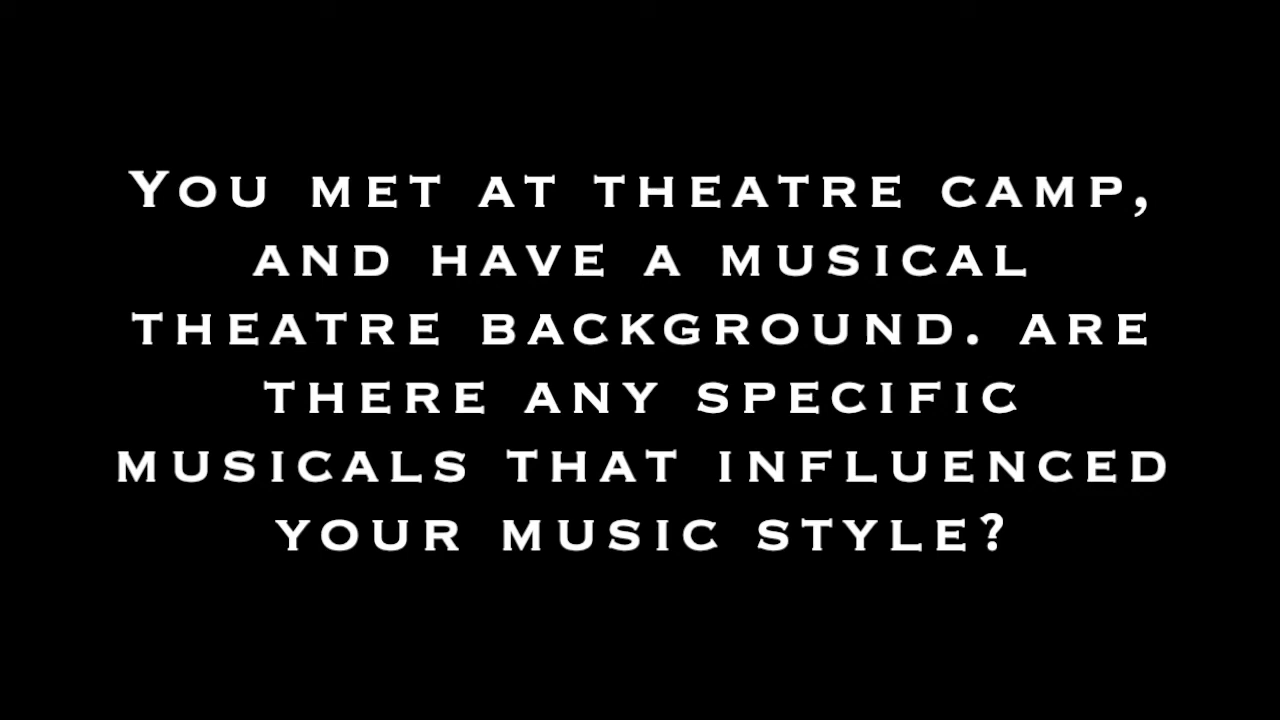 You met at theatre camp,
and have a musical
theatre background. are
there any specific
musicals that influenced
your music style?